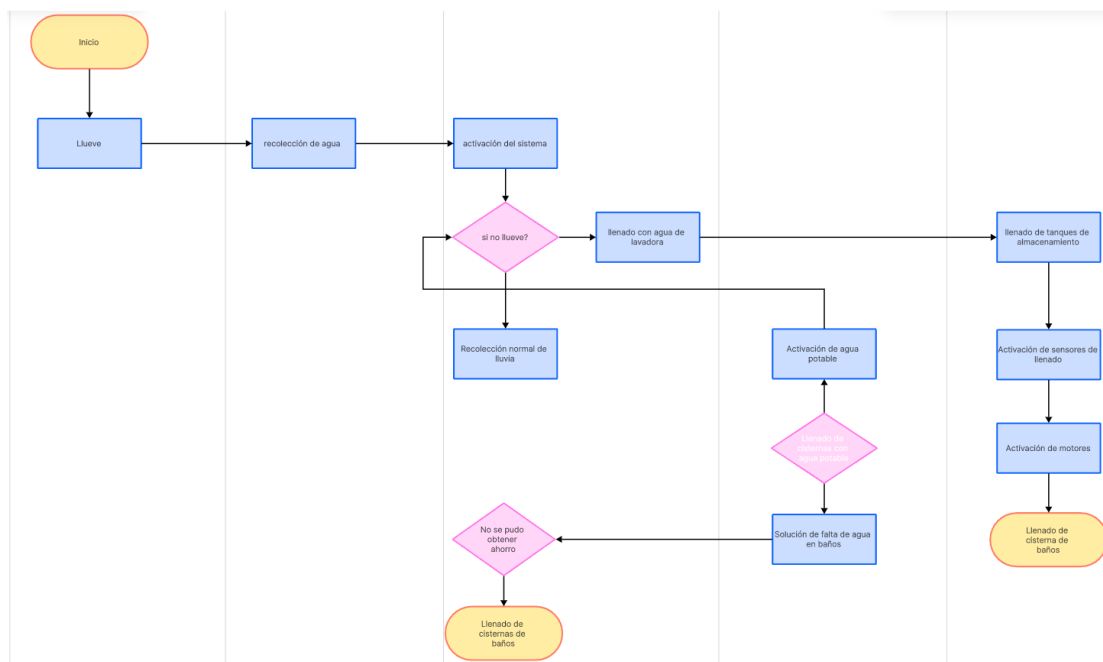 Inicio
Llueve
recolección de agua
activación del sistema
si no llueve?
llenado con agua de
lavadora
llenado de tanques de
almacenamiento
Recolección normal de
lluvia
Activación de agua
potable
Activación de sensores de
llenado
Llenado de
cisternas con
agua potable
Activación de motores
No se pudo
obtener
ahorro
Solución de falta de agua
en baños
Llenado de
cisterna de
baños
Llenado de
cisternas de
baños